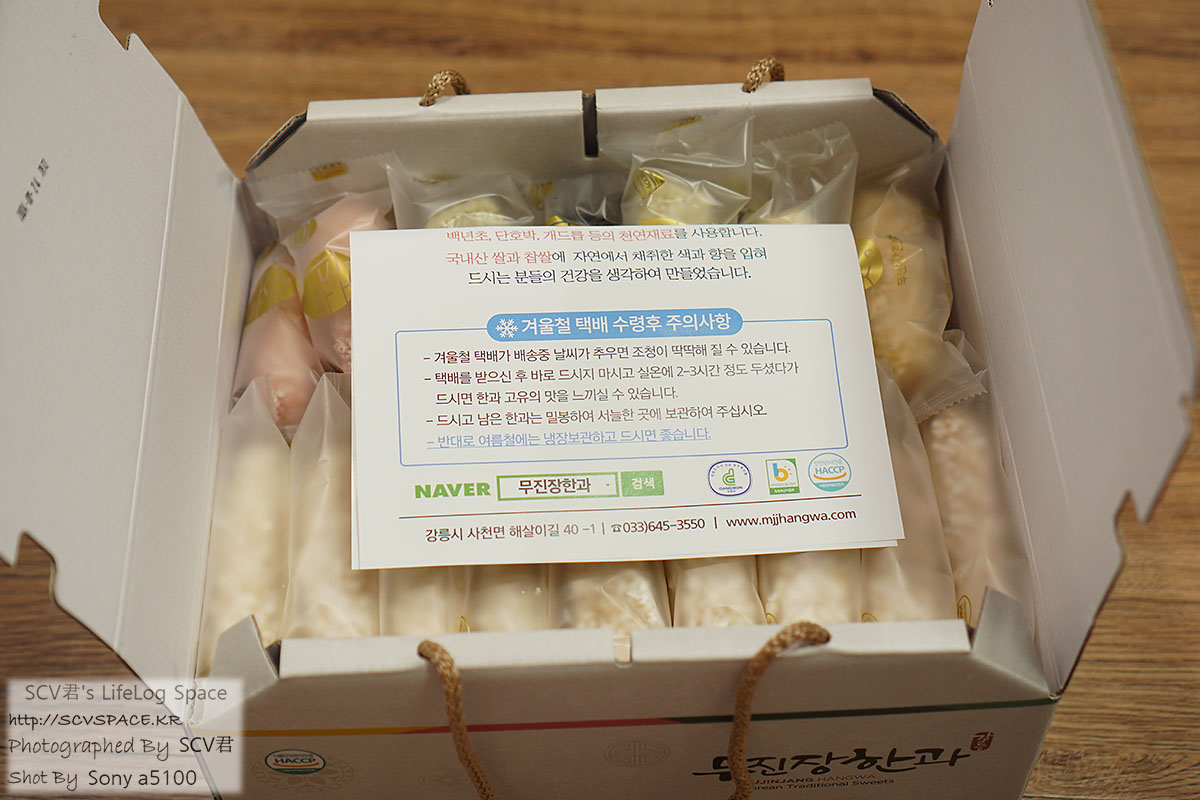 백년초, 단호박, 개드릅 등의 천연재료를 사용합니다.
국내산 쌀과 찹쌀에 자연에서 채취한 색과 향을 입혀
드시는 분들의 건강을 생각하여 만들었습니다.
겨울철 택배 수령후 주의사항
- 겨울철 택배가 배송중 날씨가 추우면 조청이 딱딱해 질 수 있습니다.
- 택배를 받으신 후 바로 드시지 마시고 실온에 2-3시간 정도 두셨다가
드시면 한과 고유의 맛을 느끼실 수 있습니다.
- 드시고 남은 한과는 밀봉하여 서늘한 곳에 보관하여 주십시오.
- 반대로 여름철에는 냉장보관하고 드시면 좋습니다.
NAVER 무진장한과 검색
HACCP
강릉시 사천면 해살이길 40 -1 | ☎033)645-3550 | www.mjjhangwa.com
HACCP
무진장한과
MUJINJANG HANGWA
Korean Traditional Sweets
SCV君's LifeLog Space
http://SCVSPACE.KR
Photographed By SCV君
Shot By Sony a5100